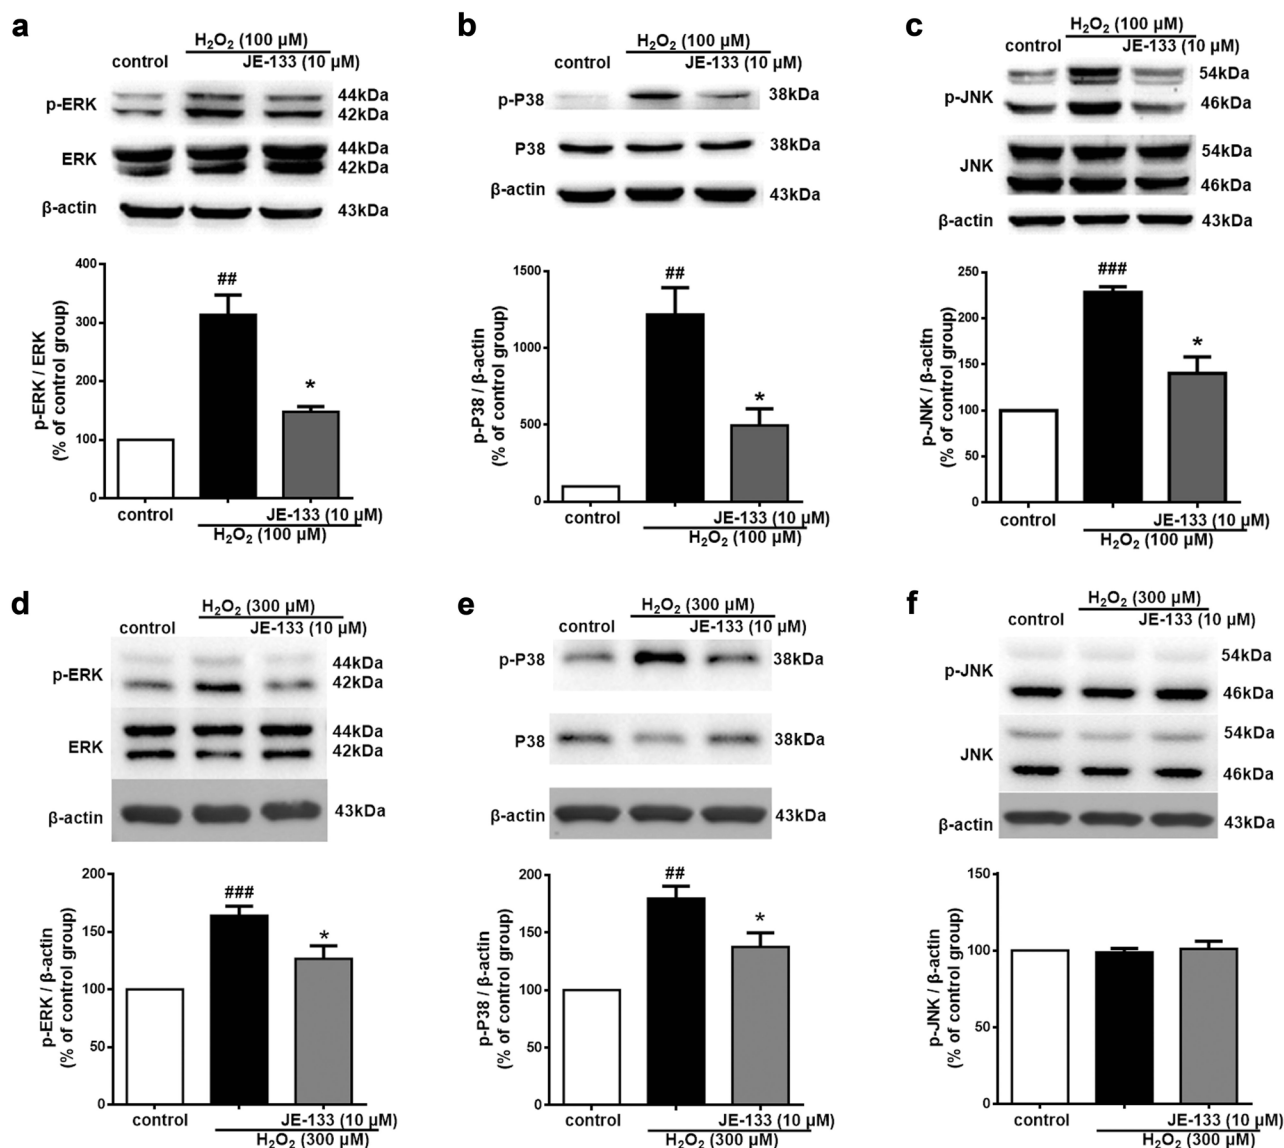 a
H₂O₂ (100 µM)
control
JE-133 (10 µM)
p-ERK
44kDa
42kDa
ERK
44kDa
42kDa
β-actin
43kDa
p-ERK / ERK
(% of control group)
400
300
200
100
0
##
*
control
JE-133 (10 µM)
H₂O₂ (100 µM)
b
H₂O₂ (100 µM)
control
JE-133 (10 µM)
p-P38
38kDa
P38
38kDa
β-actin
43kDa
p-P38 / β-actin
(% of control group)
1500
1000
500
0
##
*
control
JE-133 (10 µM)
H₂O₂ (100 µM)
c
H₂O₂ (100 µM)
control
JE-133 (10 µM)
p-JNK
54kDa
46kDa
JNK
54kDa
46kDa
β-actin
43kDa
p-JNK / β-acitn
(% of control group)
250
200
150
100
50
0
###
*
control
JE-133 (10 µM)
H₂O₂ (100 µM)
d
H₂O₂ (300 µM)
control
JE-133 (10 µM)
p-ERK
44kDa
42kDa
ERK
44kDa
42kDa
β-actin
43kDa
p-ERK / β-actin
(% of control group)
200
150
100
50
0
###
*
control
JE-133 (10 µM)
H₂O₂ (300 µM)
e
H₂O₂ (300 µM)
control
JE-133 (10 µM)
p-P38
38kDa
P38
38kDa
β-actin
43kDa
p-P38 / β-actin
(% of control group)
200
150
100
50
0
##
*
control
JE-133 (10 µM)
H₂O₂ (300 µM)
f
H₂O₂ (300 µM)
control
JE-133 (10 µM)
p-JNK
54kDa
46kDa
JNK
54kDa
46kDa
β-actin
43kDa
p-JNK / β-actin
(% of control group)
150
100
50
0
control
JE-133 (10 µM)
H₂O₂ (300 µM)